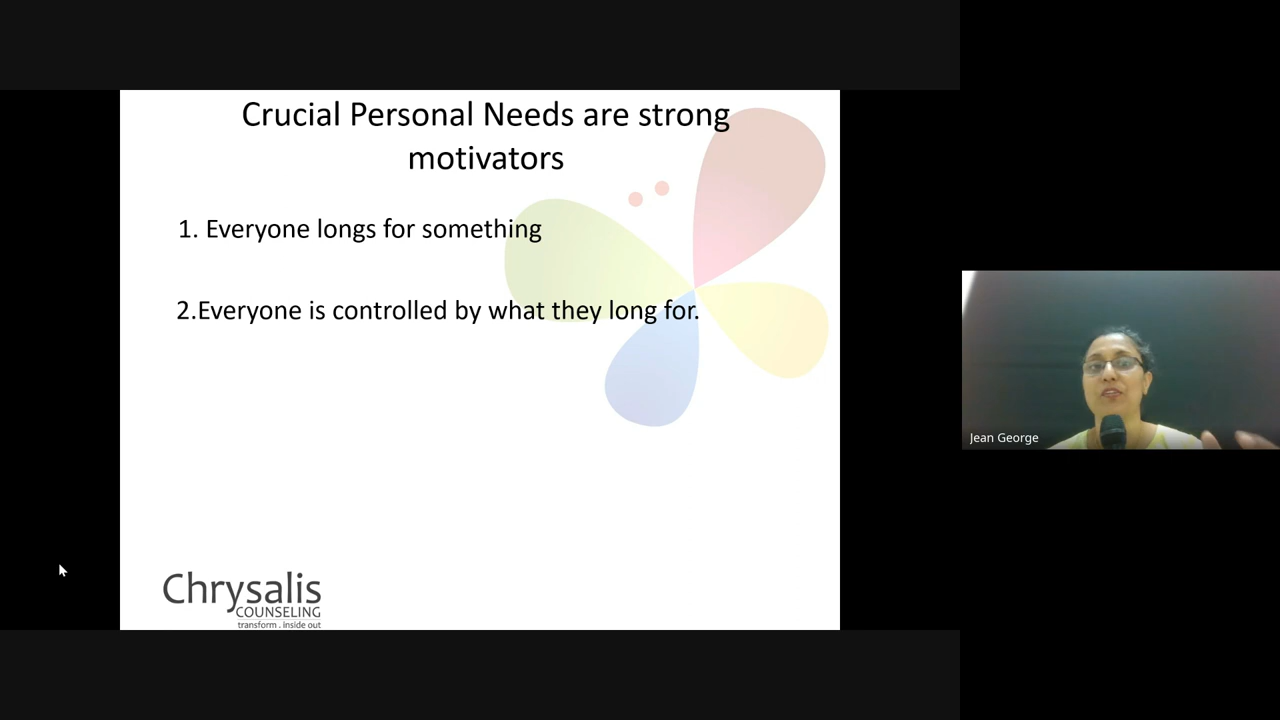 Crucial Personal Needs are strong
motivators
1. Everyone longs for something
2.Everyone is controlled by what they long for.
Jean George
Chrysalis
COUNSELING
transform . inside out